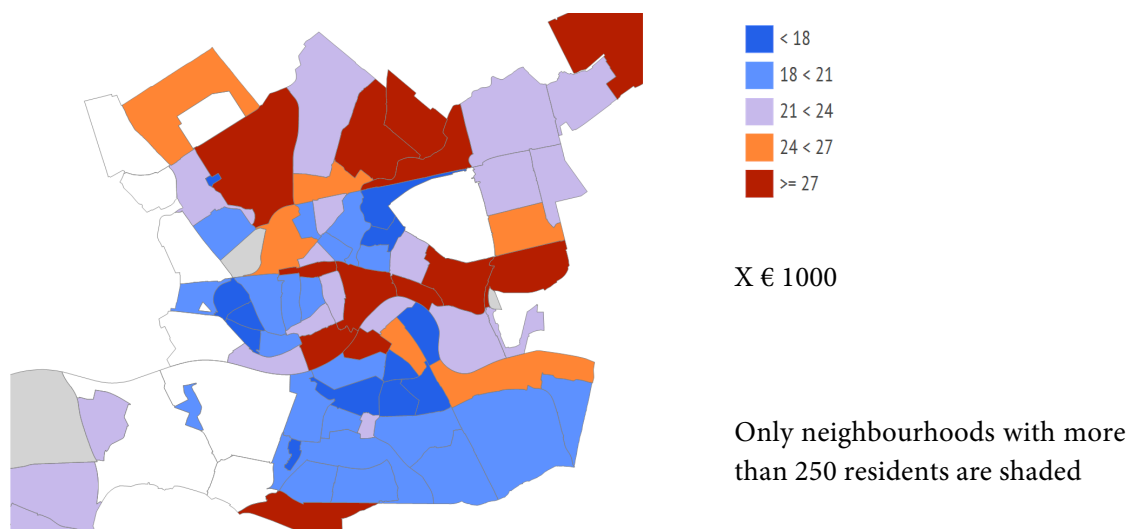 < 18
18 < 21
21 < 24
24 < 27
>= 27
X € 1000
Only neighbourhoods with more
than 250 residents are shaded